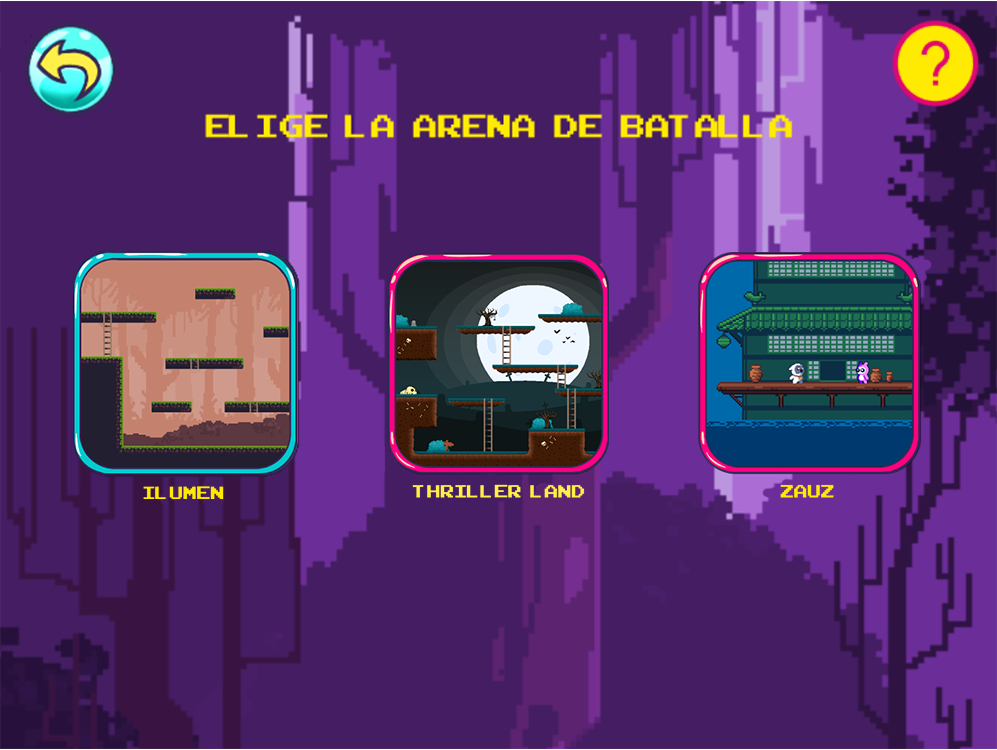 ?
ELIGE LA ARENA DE BATALLA
ILUMEN
THRILLER LAND
ZAUZ